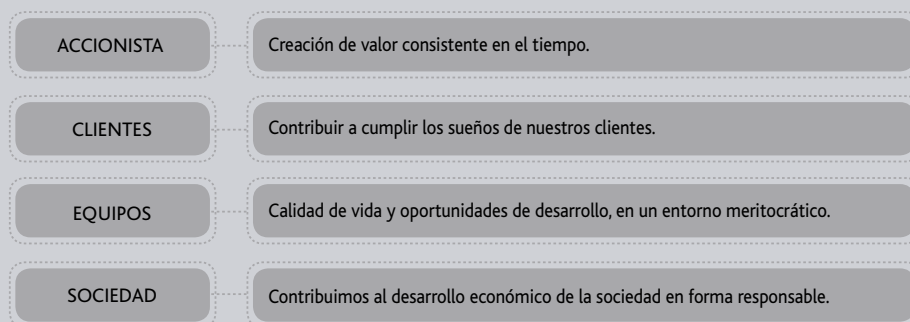 ACCIONISTA
Creación de valor consistente en el tiempo.
CLIENTES
Contribuir a cumplir los sueños de nuestros clientes.
EQUIPOS
Calidad de vida y oportunidades de desarrollo, en un entorno meritocrático.
SOCIEDAD
Contribuimos al desarrollo económico de la sociedad en forma responsable.